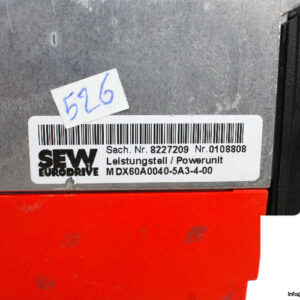 526
Sach. Nr. 8227209 Nr. 0108808
SEW
EURODRIVE
Leistungsteil / Powerunit
MDX60A0040-5A3-4-00